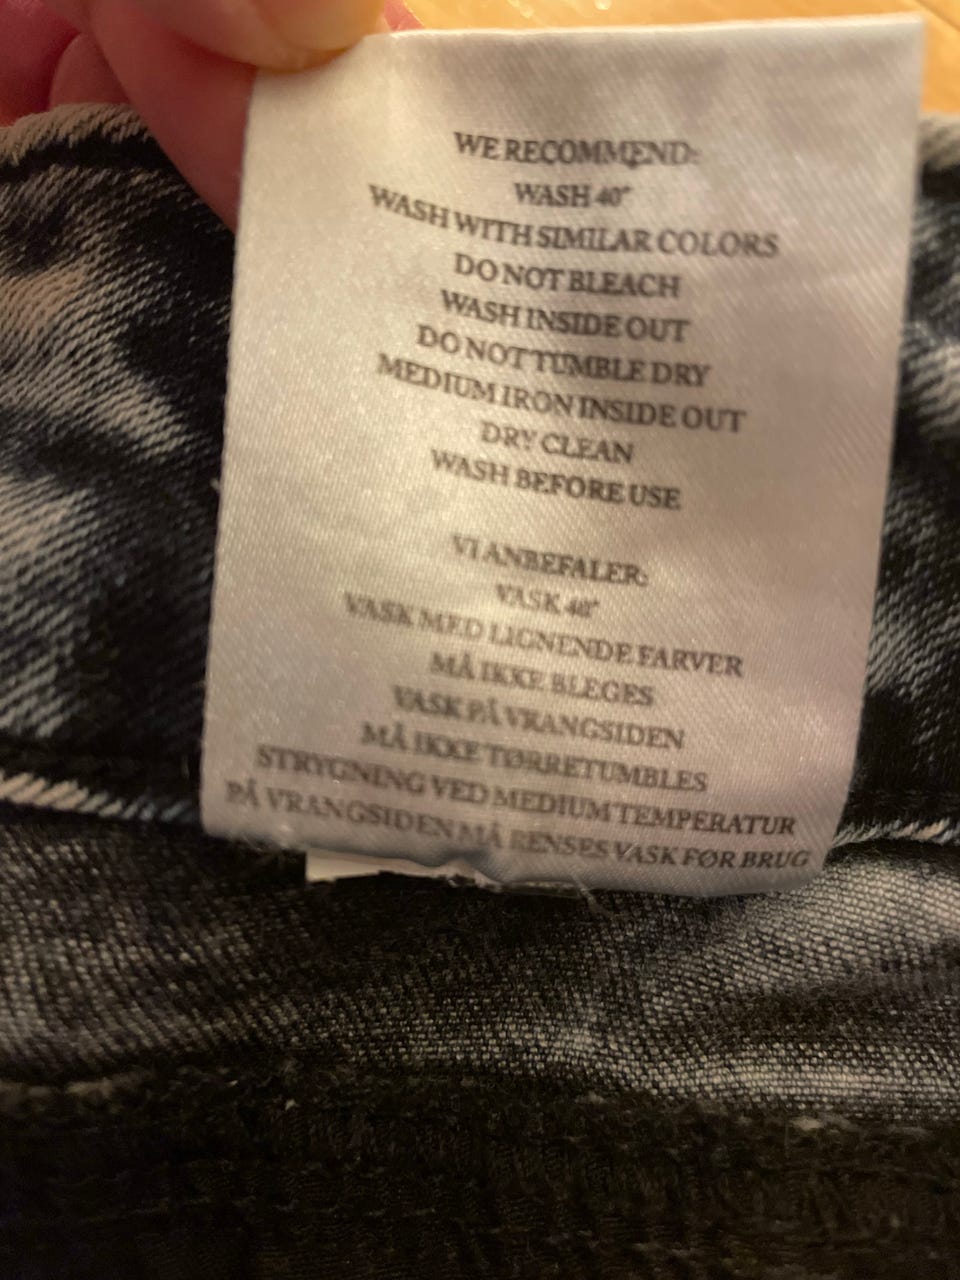 WE RECOMMEND:
WASH 40°
WASH WITH SIMILAR COLORS
DO NOT BLEACH
WASH INSIDE OUT
DO NOT TUMBLE DRY
MEDIUM IRON INSIDE OUT
DRY CLEAN
WASH BEFORE USE
VI ANBEFALER:
VASK 40°
VASK MED LIGNENDE FARVER
MÅ IKKE BLEGES
VASK PÅ VRANGSIDEN
MÅ IKKE TØRRETUMBLES
STRYGNING VED MEDIUM TEMPERATUR
PÅ VRANGSIDEN MÅ RENSES VASK FØR BRUG